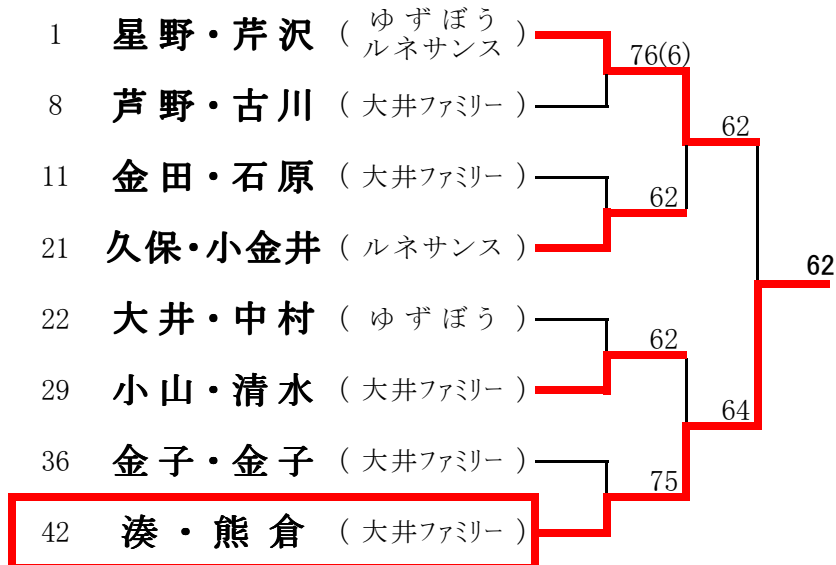 1 星野・芹沢 ( ゆずぼう ルネサンス )
76(6)
8 芦野・古川 ( 大井ファミリー )
62
11 金田・石原 ( 大井ファミリー )
62
21 久保・小金井 ( ルネサンス )
62
22 大井・中村 ( ゆずぼう )
62
29 小山・清水 ( 大井ファミリー )
64
36 金子・金子 ( 大井ファミリー )
75
42 湊・熊倉 ( 大井ファミリー )